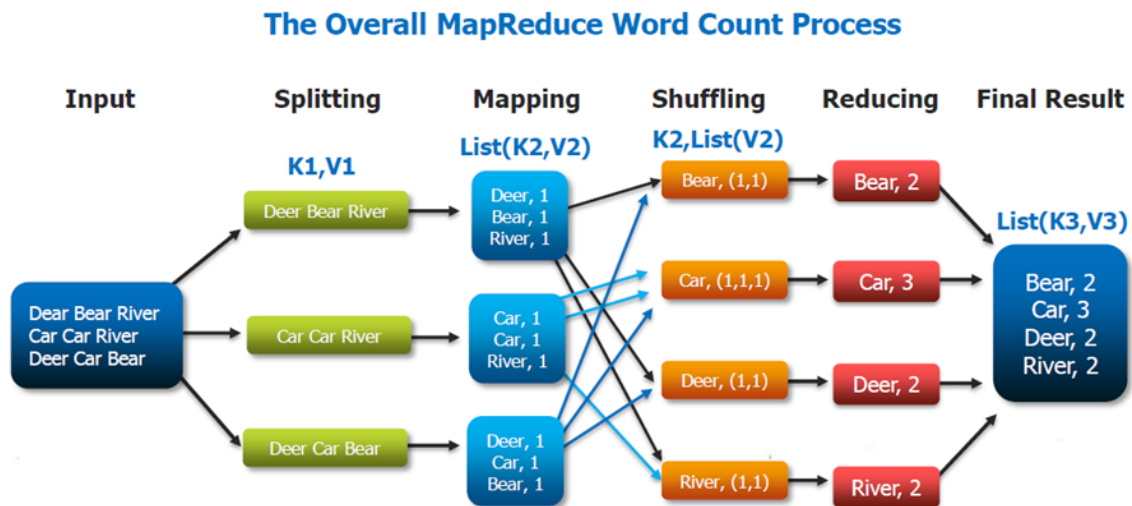 The Overall MapReduce Word Count Process
Input
Splitting
Mapping
Shuffling
Reducing
Final Result
K1,V1
List(K2,V2)
K2,List(V2)
List(K3,V3)
Dear Bear River
Car Car River
Deer Car Bear
Deer Bear River
Car Car River
Deer Car Bear
Deer, 1
Bear, 1
River, 1
Car, 1
Car, 1
River, 1
Deer, 1
Car, 1
Bear, 1
Bear, (1,1)
Car, (1,1,1)
Deer, (1,1)
River, (1,1)
Bear, 2
Car, 3
Deer, 2
River, 2
Bear, 2
Car, 3
Deer, 2
River, 2